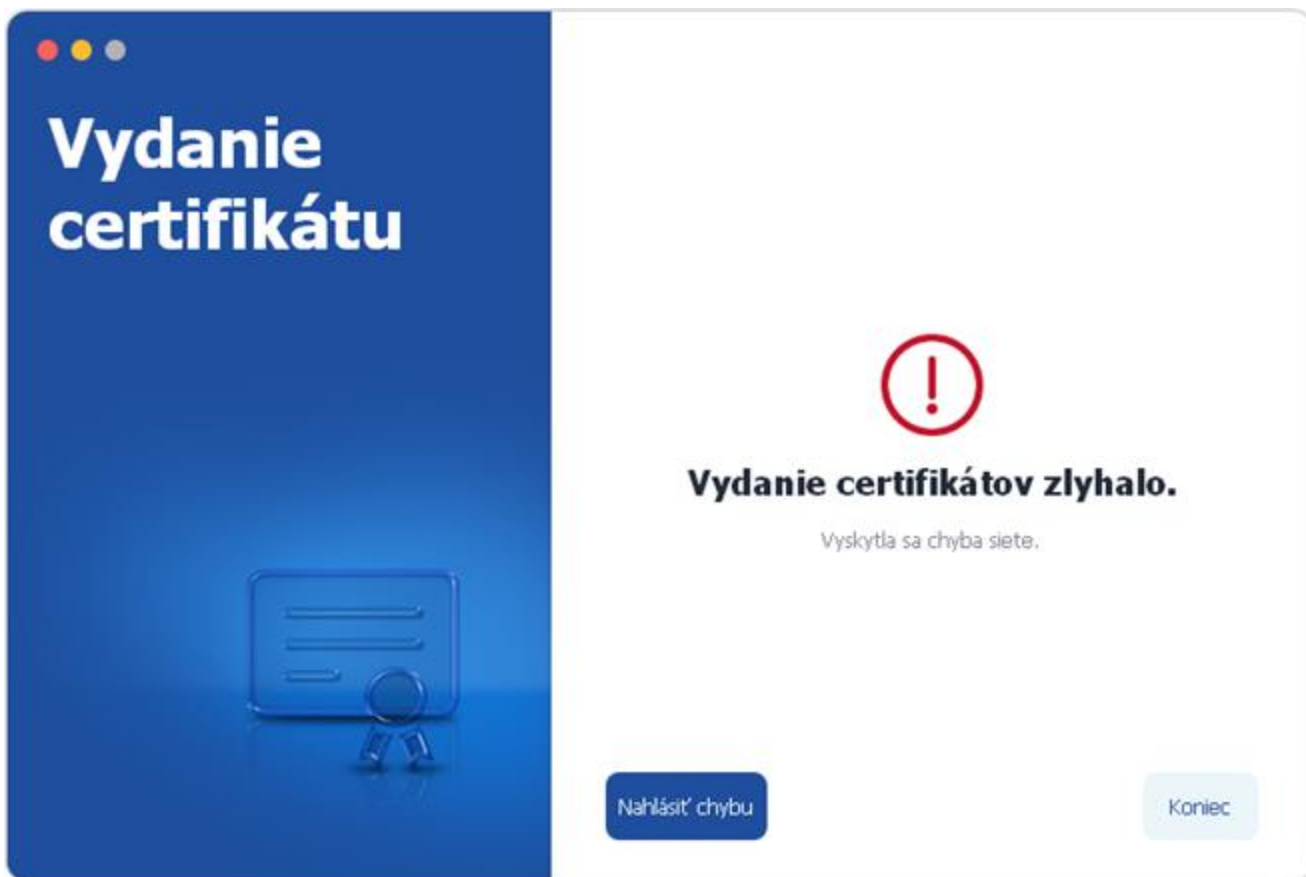 Vydanie
certifikátu
Vydanie certifikátov zlyhalo.
Vyskytla sa chyba siete.
Nahlásiť chybu
Koniec